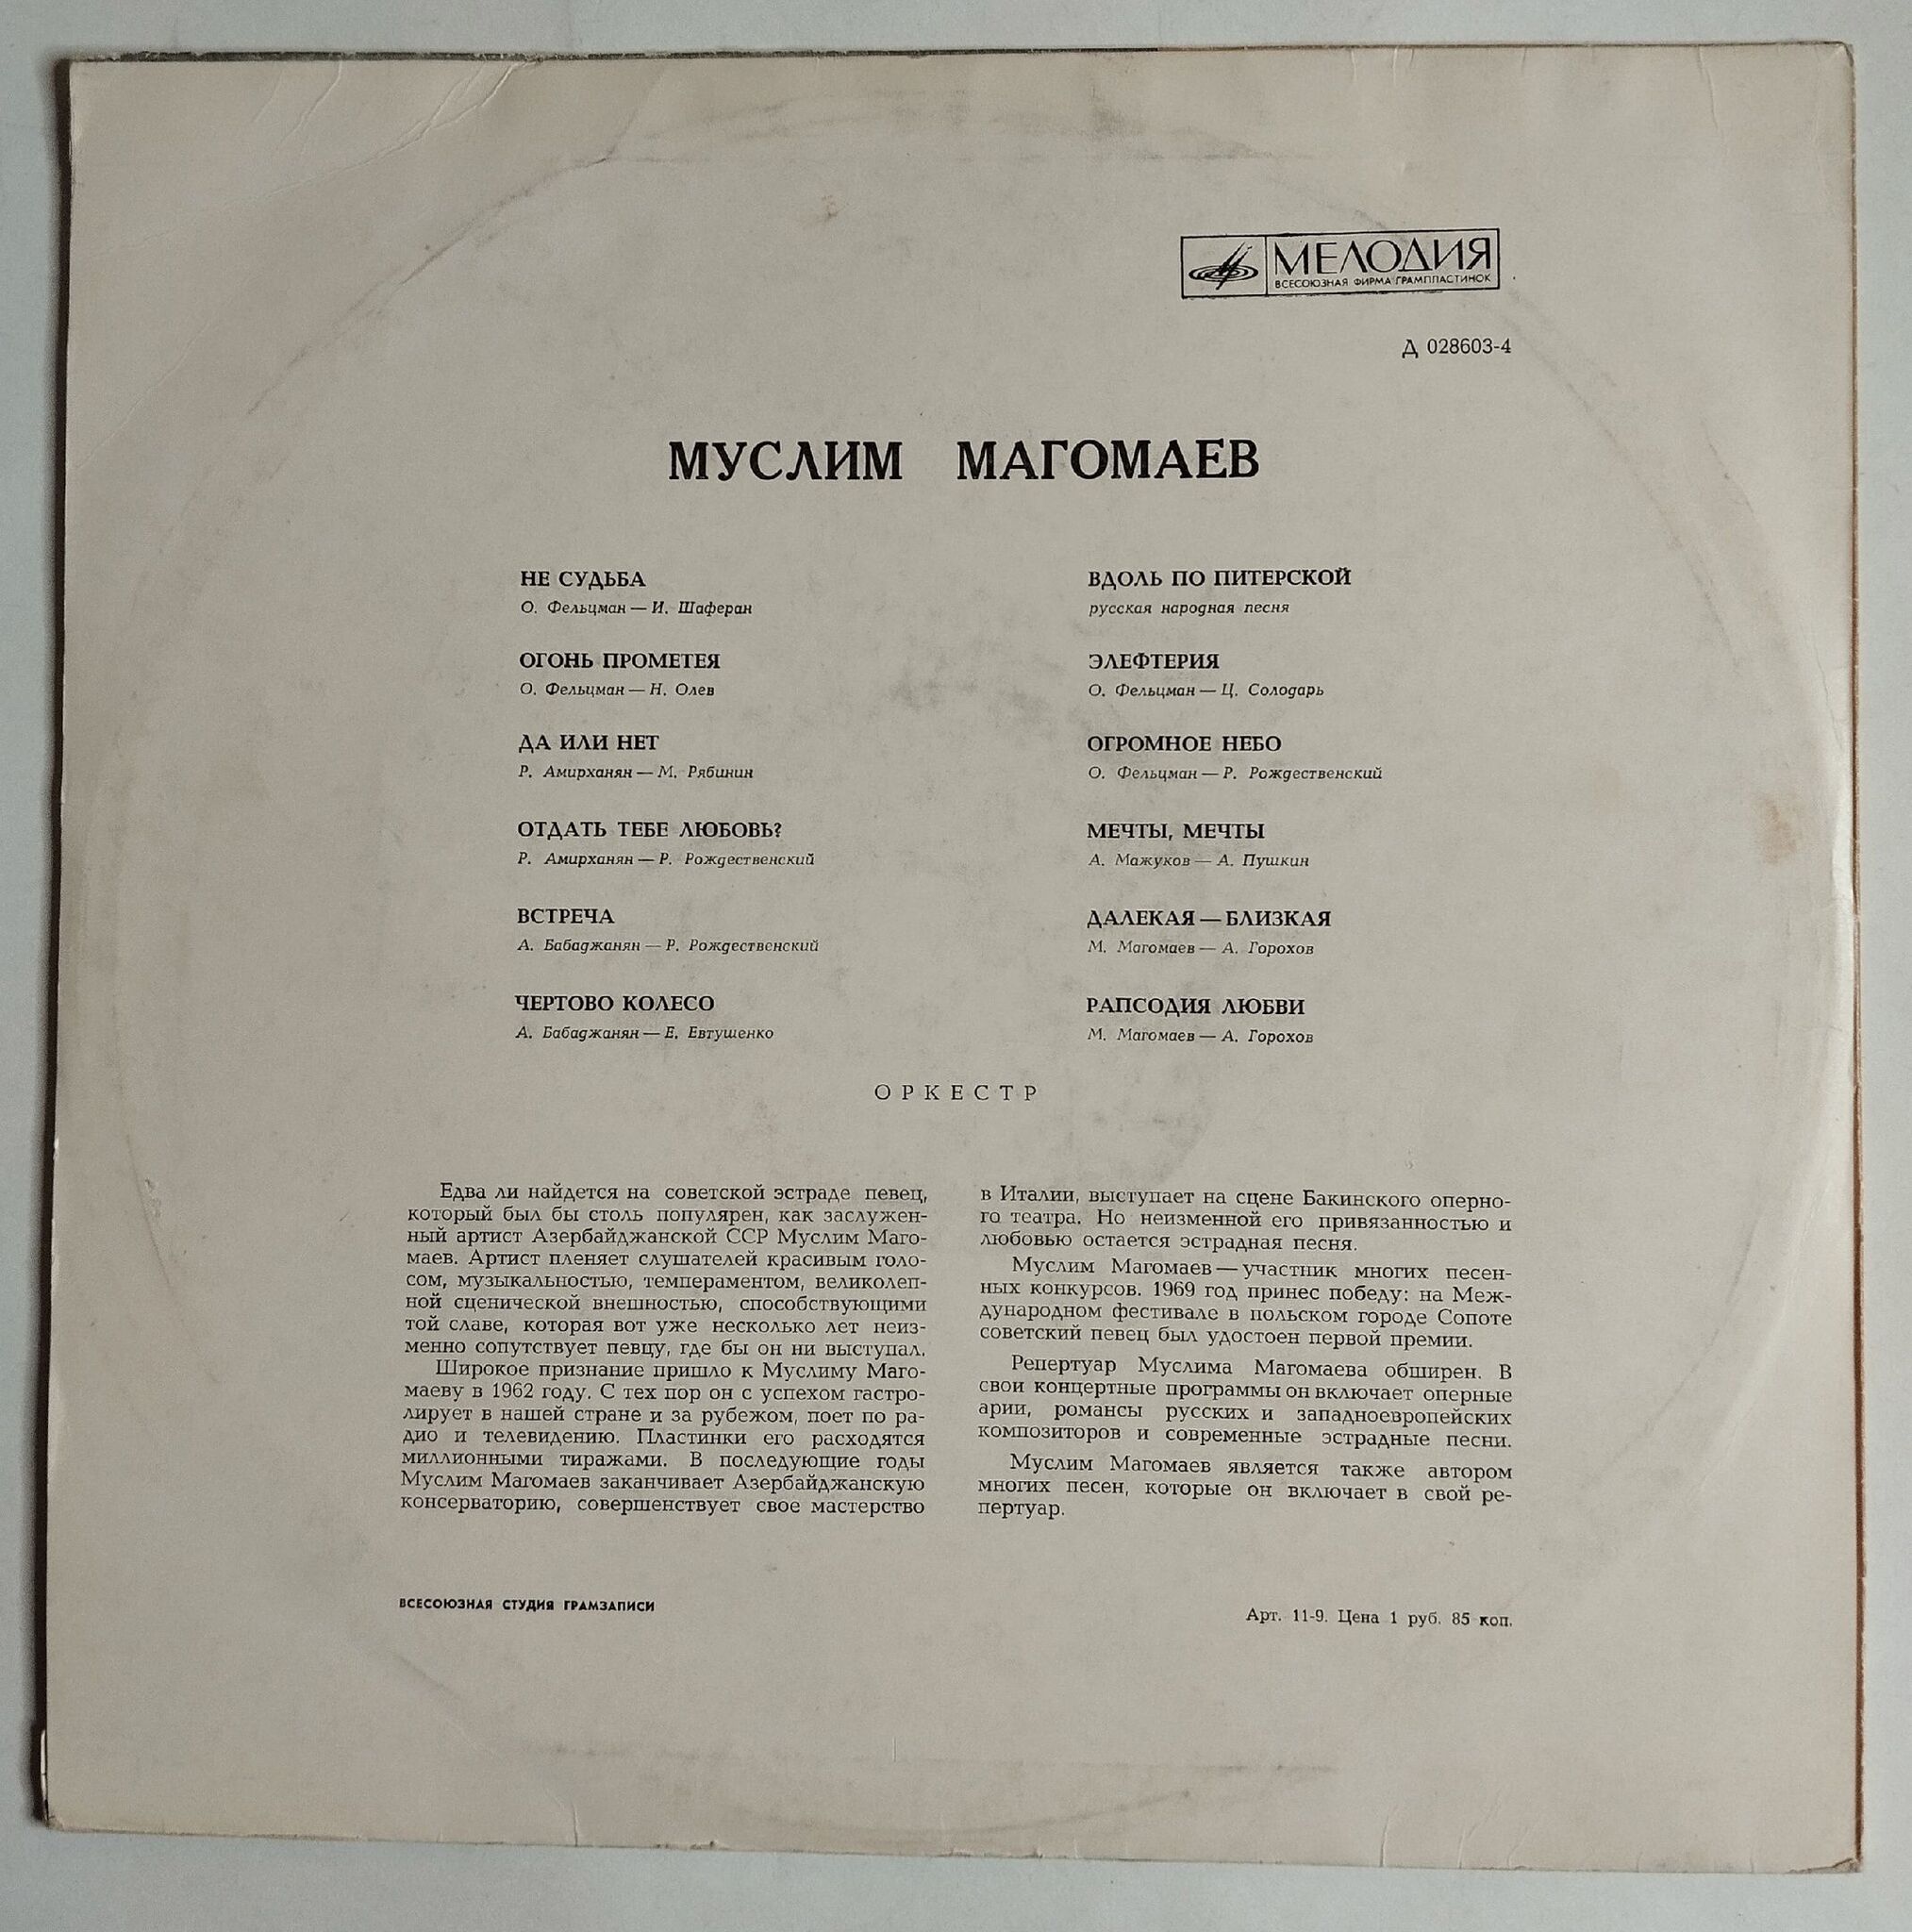 МЕЛОДИЯ
ВСЕСОЮЗНАЯ ФИРМА ГРАМПЛАСТИНОК
Д 028603-4
МУСЛИМ МАГОМАЕВ
НЕ СУДЬБА
О. Фельцман — И. Шаферан
ОГОНЬ ПРОМЕТЕЯ
О. Фельцман — Н. Олев
ДА ИЛИ НЕТ
Р. Амирханян — М. Рябинин
ОТДАТЬ ТЕБЕ ЛЮБОВЬ?
Р. Амирханян — Р. Рождественский
ВСТРЕЧА
А. Бабаджанян — Р. Рождественский
ЧЕРТОВО КОЛЕСО
А. Бабаджанян — Е. Евтушенко
ВДОЛЬ ПО ПИТЕРСКОЙ
русская народная песня
ЭЛЕФТЕРИЯ
О. Фельцман — Ц. Солодарь
ОГРОМНОЕ НЕБО
О. Фельцман — Р. Рождественский
МЕЧТЫ, МЕЧТЫ
А. Мажуков — А. Пушкин
ДАЛЕКАЯ — БЛИЗКАЯ
М. Магомаев — А. Горохов
РАПСОДИЯ ЛЮБВИ
М. Магомаев — А. Горохов
ОРКЕСТР
Едва ли найдется на советской эстраде певец,
который был бы столь популярен, как заслужен-
ный артист Азербайджанской ССР Муслим Маго-
маев. Артист пленяет слушателей красивым голо-
сом, музыкальностью, темпераментом, великолеп-
ной сценической внешностью, способствующими
той славе, которая вот уже несколько лет неиз-
менно сопутствует певцу, где бы он ни выступал.
Широкое признание пришло к Муслиму Маго-
маеву в 1962 году. С тех пор он с успехом гастро-
лирует в нашей стране и за рубежом, поет по ра-
дио и телевидению. Пластинки его расходятся
миллионными тиражами. В последующие годы
Муслим Магомаев заканчивает Азербайджанскую
консерваторию, совершенствует свое мастерство
в Италии, выступает на сцене Бакинского оперно-
го театра. Но неизменной его привязанностью и
любовью остается эстрадная песня.
Муслим Магомаев — участник многих песен-
ных конкурсов. 1969 год принес победу: на Меж-
дународном фестивале в польском городе Сопоте
советский певец был удостоен первой премии.
Репертуар Муслима Магомаева обширен. В
свои концертные программы он включает оперные
арии, романсы русских и западноевропейских
композиторов и современные эстрадные песни.
Муслим Магомаев является также автором
многих песен, которые он включает в свой ре-
пертуар.
ВСЕСОЮЗНАЯ СТУДИЯ ГРАМЗАПИСИ
Арт. 11-9. Цена 1 руб. 85 коп.